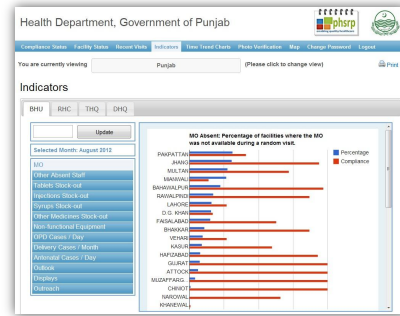 Health Department, Government of Punjab
phsrp
Compliance Status Facility Status Recent Visits Indicators Time Trend Charts Photo Verification Map Change Password Logout
You are currently viewing Punjab (Please click to change view) Print
Indicators
BHU RHC THQ DHQ
Update
Selected Month: August 2012
MO
Other Absent Staff
Tablets Stock-out
Injections Stock-out
Syrups Stock-out
Other Medicines Stock-out
Non-functional Equipment
OPD Cases / Day
Delivery Cases / Month
Antenatal Cases / Day
Outlook
Displays
Outreach
MO Absent: Percentage of facilities where the MO
was not available during a random visit.
Percentage
Compliance
PAKPATTAN
JHANG
MULTAN
MIANWALI
BAHAWALPUR
RAWALPINDI
LAHORE
D.G. KHAN
FAISALABAD
BHAKKAR
VEHARI
KASUR
HAFIZABAD
GUJRAT
ATTOCK
MUZAFFARG.
CHINIOT
NAROWAL
KHANEWAL